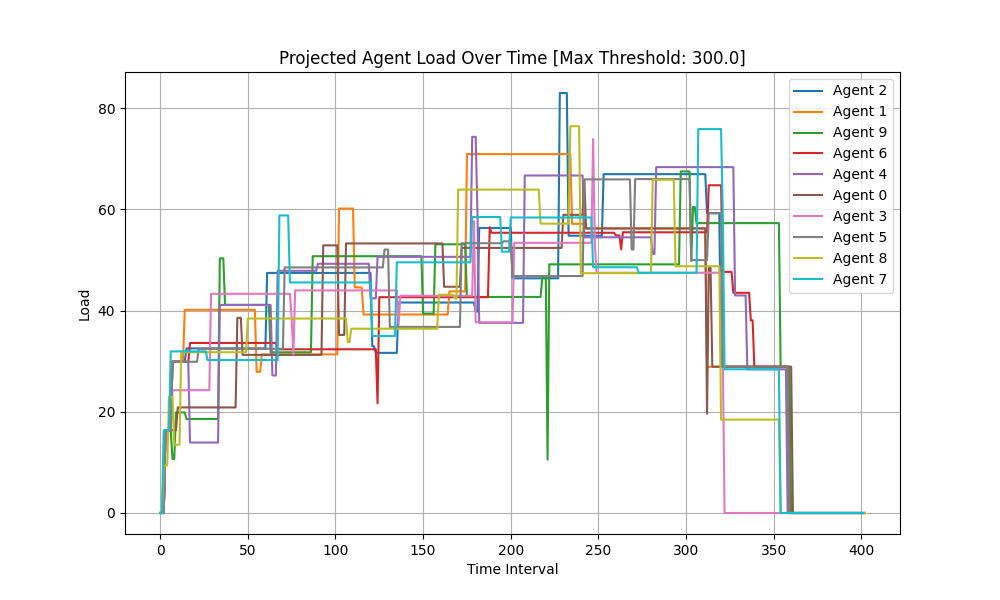 Projected Agent Load Over Time [Max Threshold: 300.0]
Load
80
60
40
20
0
0 50 100 150 200 250 300 350 400
Time Interval
Agent 2
Agent 1
Agent 9
Agent 6
Agent 4
Agent 0
Agent 3
Agent 5
Agent 8
Agent 7